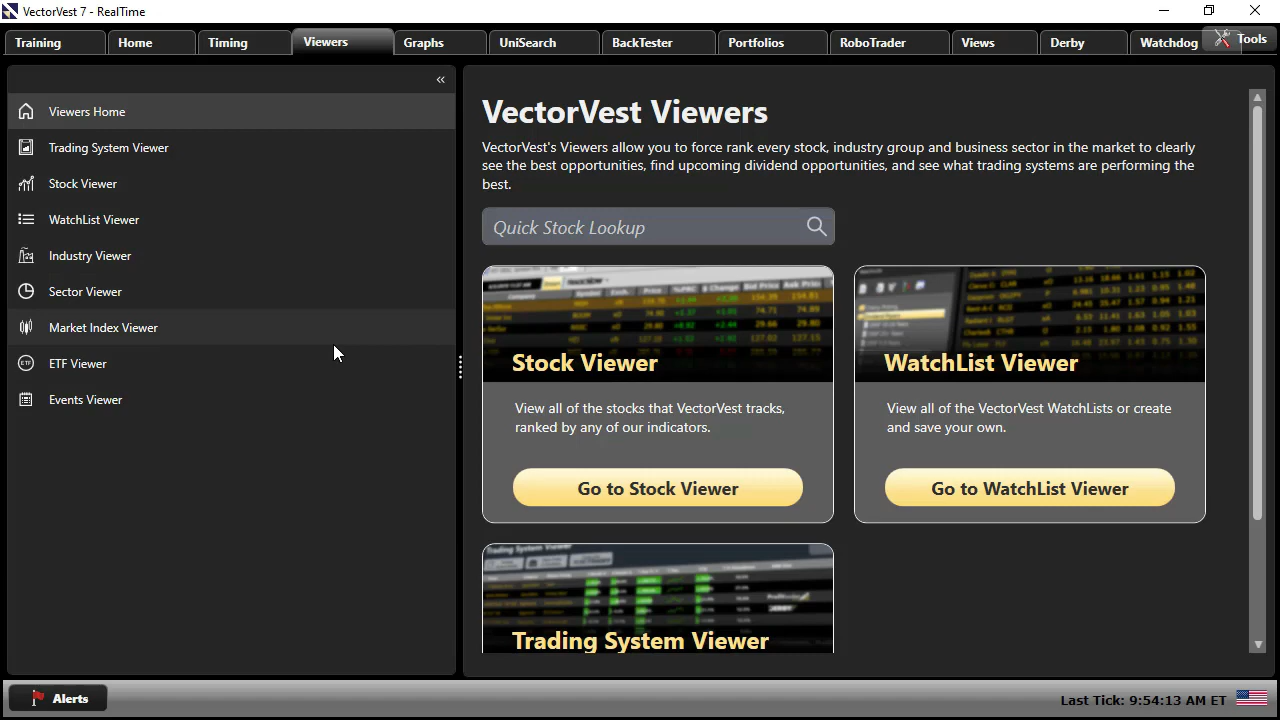 VectorVest 7 - RealTime
Training
Home
Timing
Viewers
Graphs
UniSearch
BackTester
Portfolios
RoboTrader
Views
Derby
Watchdog
Tools
«
Viewers Home
Trading System Viewer
Stock Viewer
WatchList Viewer
Industry Viewer
Sector Viewer
Market Index Viewer
ETF Viewer
Events Viewer
VectorVest Viewers
VectorVest's Viewers allow you to force rank every stock, industry group and business sector in the market to clearly
see the best opportunities, find upcoming dividend opportunities, and see what trading systems are performing the
best.
Quick Stock Lookup
Stock Viewer
View all of the stocks that VectorVest tracks,
ranked by any of our indicators.
Go to Stock Viewer
WatchList Viewer
View all of the VectorVest WatchLists or create
and save your own.
Go to WatchList Viewer
Trading System Viewer
Trading System Viewer
Alerts
Last Tick: 9:54:13 AM ET